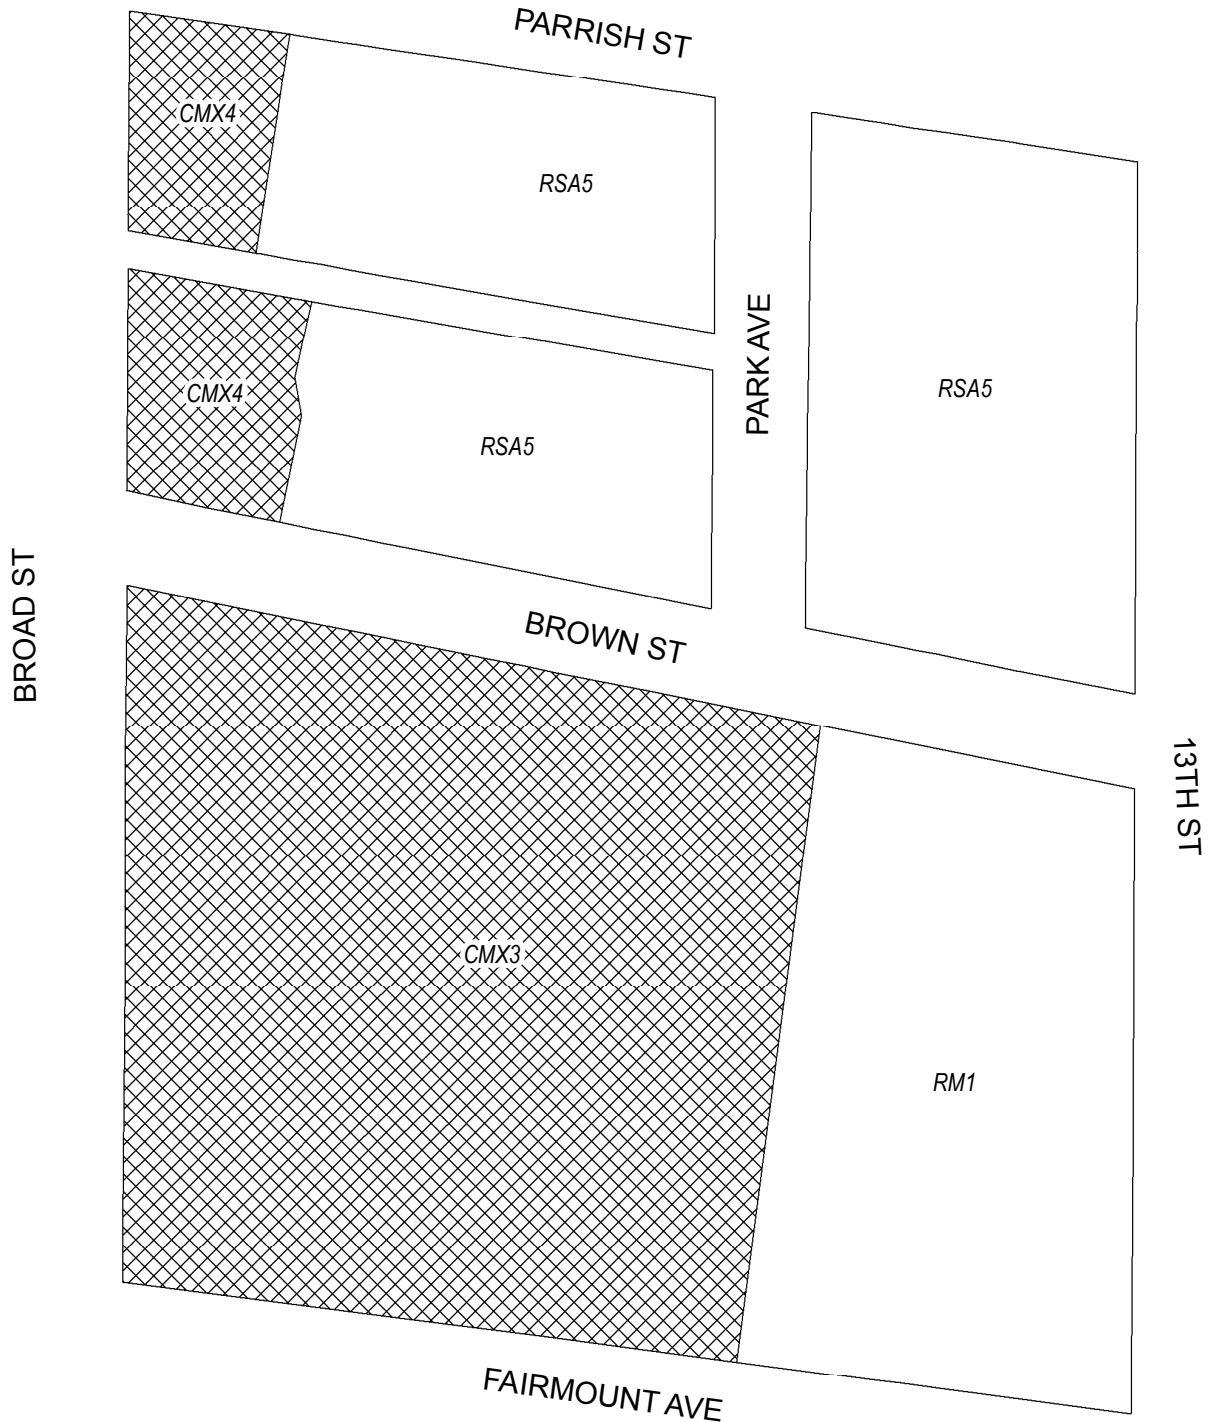 PARRISH ST
CMX4
RSA5
PARK AVE
RSA5
CMX4
RSA5
BROAD ST
BROWN ST
13TH ST
CMX3
RM1
FAIRMOUNT AVE